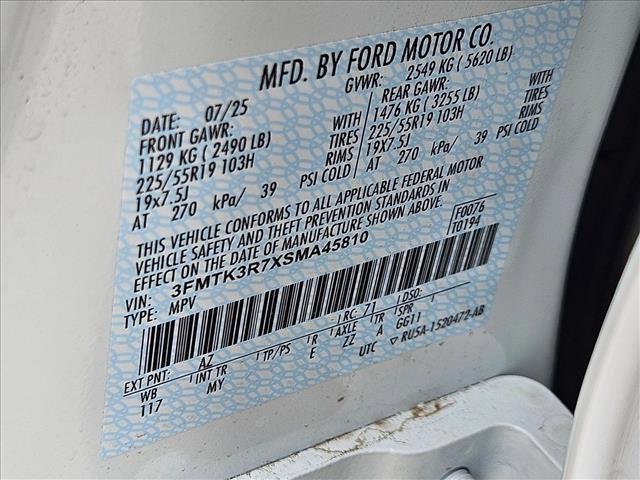 MFD. BY FORD MOTOR CO.
DATE: 07/25 GVWR: 2549 KG ( 5620 LB)
FRONT GAWR: WITH REAR GAWR: WITH
1129 KG ( 2490 LB) TIRES 1476 KG ( 3255 LB) TIRES
225/55R19 103H RIMS 225/55R19 103H RIMS
19x7.5J PSI COLD 19X7.5J PSI COLD
AT 270 kPa/ 39 AT 270 kPa/ 39
THIS VEHICLE CONFORMS TO ALL APPLICABLE FEDERAL MOTOR
VEHICLE SAFETY AND THEFT PREVENTION STANDARDS IN
EFFECT ON THE DATE OF MANUFACTURE SHOWN ABOVE.
F0076
T0194
VIN: 3FMTK3R7XSMA45810
TYPE: MPV
EXT PNT: AZ RC: 71 DSO:
WB INT TR TP/PS R AXLE TR SPR
117 MY E ZZ A GG11
UTC ▽ RU5A-1520472-AB